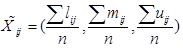 X̃_ij = (∑l_ij / n, ∑m_ij / n, ∑u_ij / n)